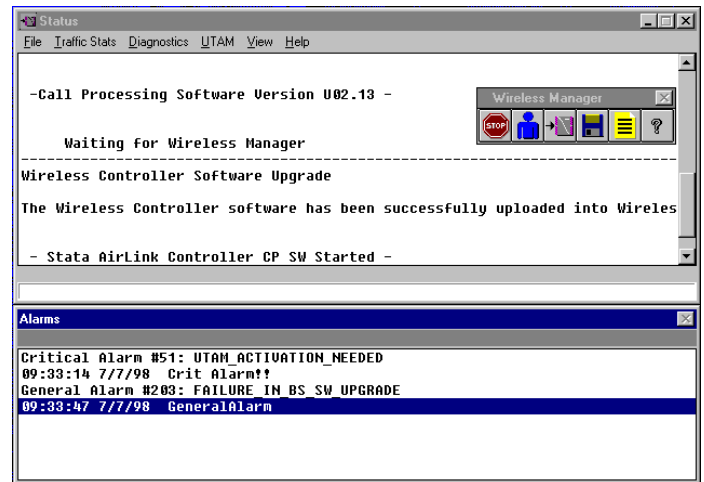 Status
File Traffic Stats Diagnostics UTAM View Help
-Call Processing Software Version U02.13 -
Wireless Manager
STOP
?
Waiting for Wireless Manager
--------------------------------------------------------------------------------
Wireless Controller Software Upgrade
The Wireless Controller software has been successfully uploaded into Wireles
- Strata AirLink Controller CP SW Started -
Alarms
Critical Alarm #51: UTAM_ACTIVATION_NEEDED
09:33:14 7/7/98 Crit Alarm!!
General Alarm #203: FAILURE_IN_BS_SW_UPGRADE
09:33:47 7/7/98 GeneralAlarm